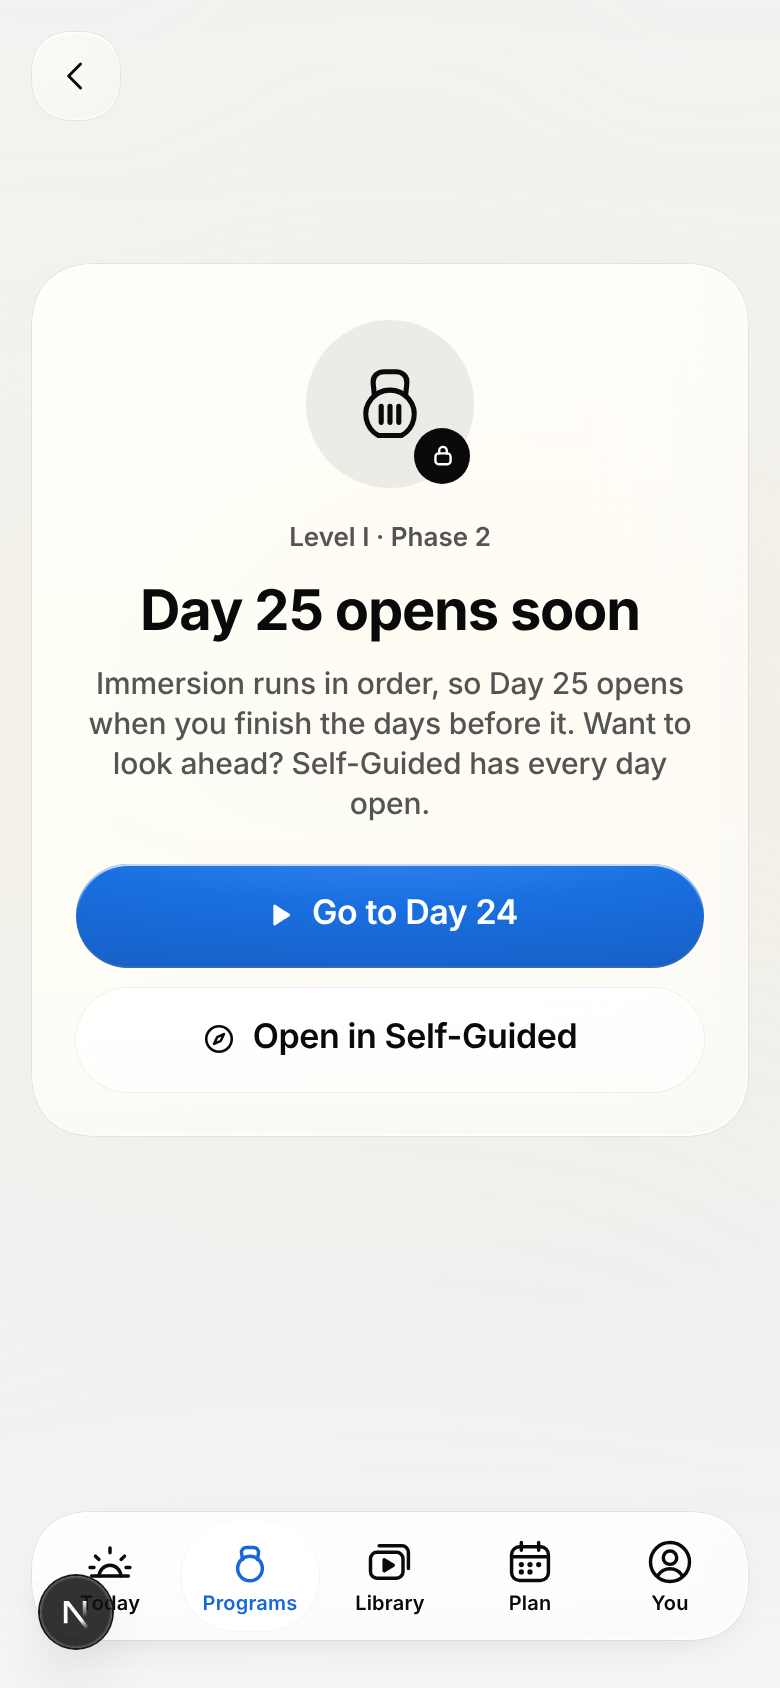 Level I · Phase 2
Day 25 opens soon
Immersion runs in order, so Day 25 opens
when you finish the days before it. Want to
look ahead? Self-Guided has every day
open.
Go to Day 24
Open in Self-Guided
Today
Programs
Library
Plan
You
N